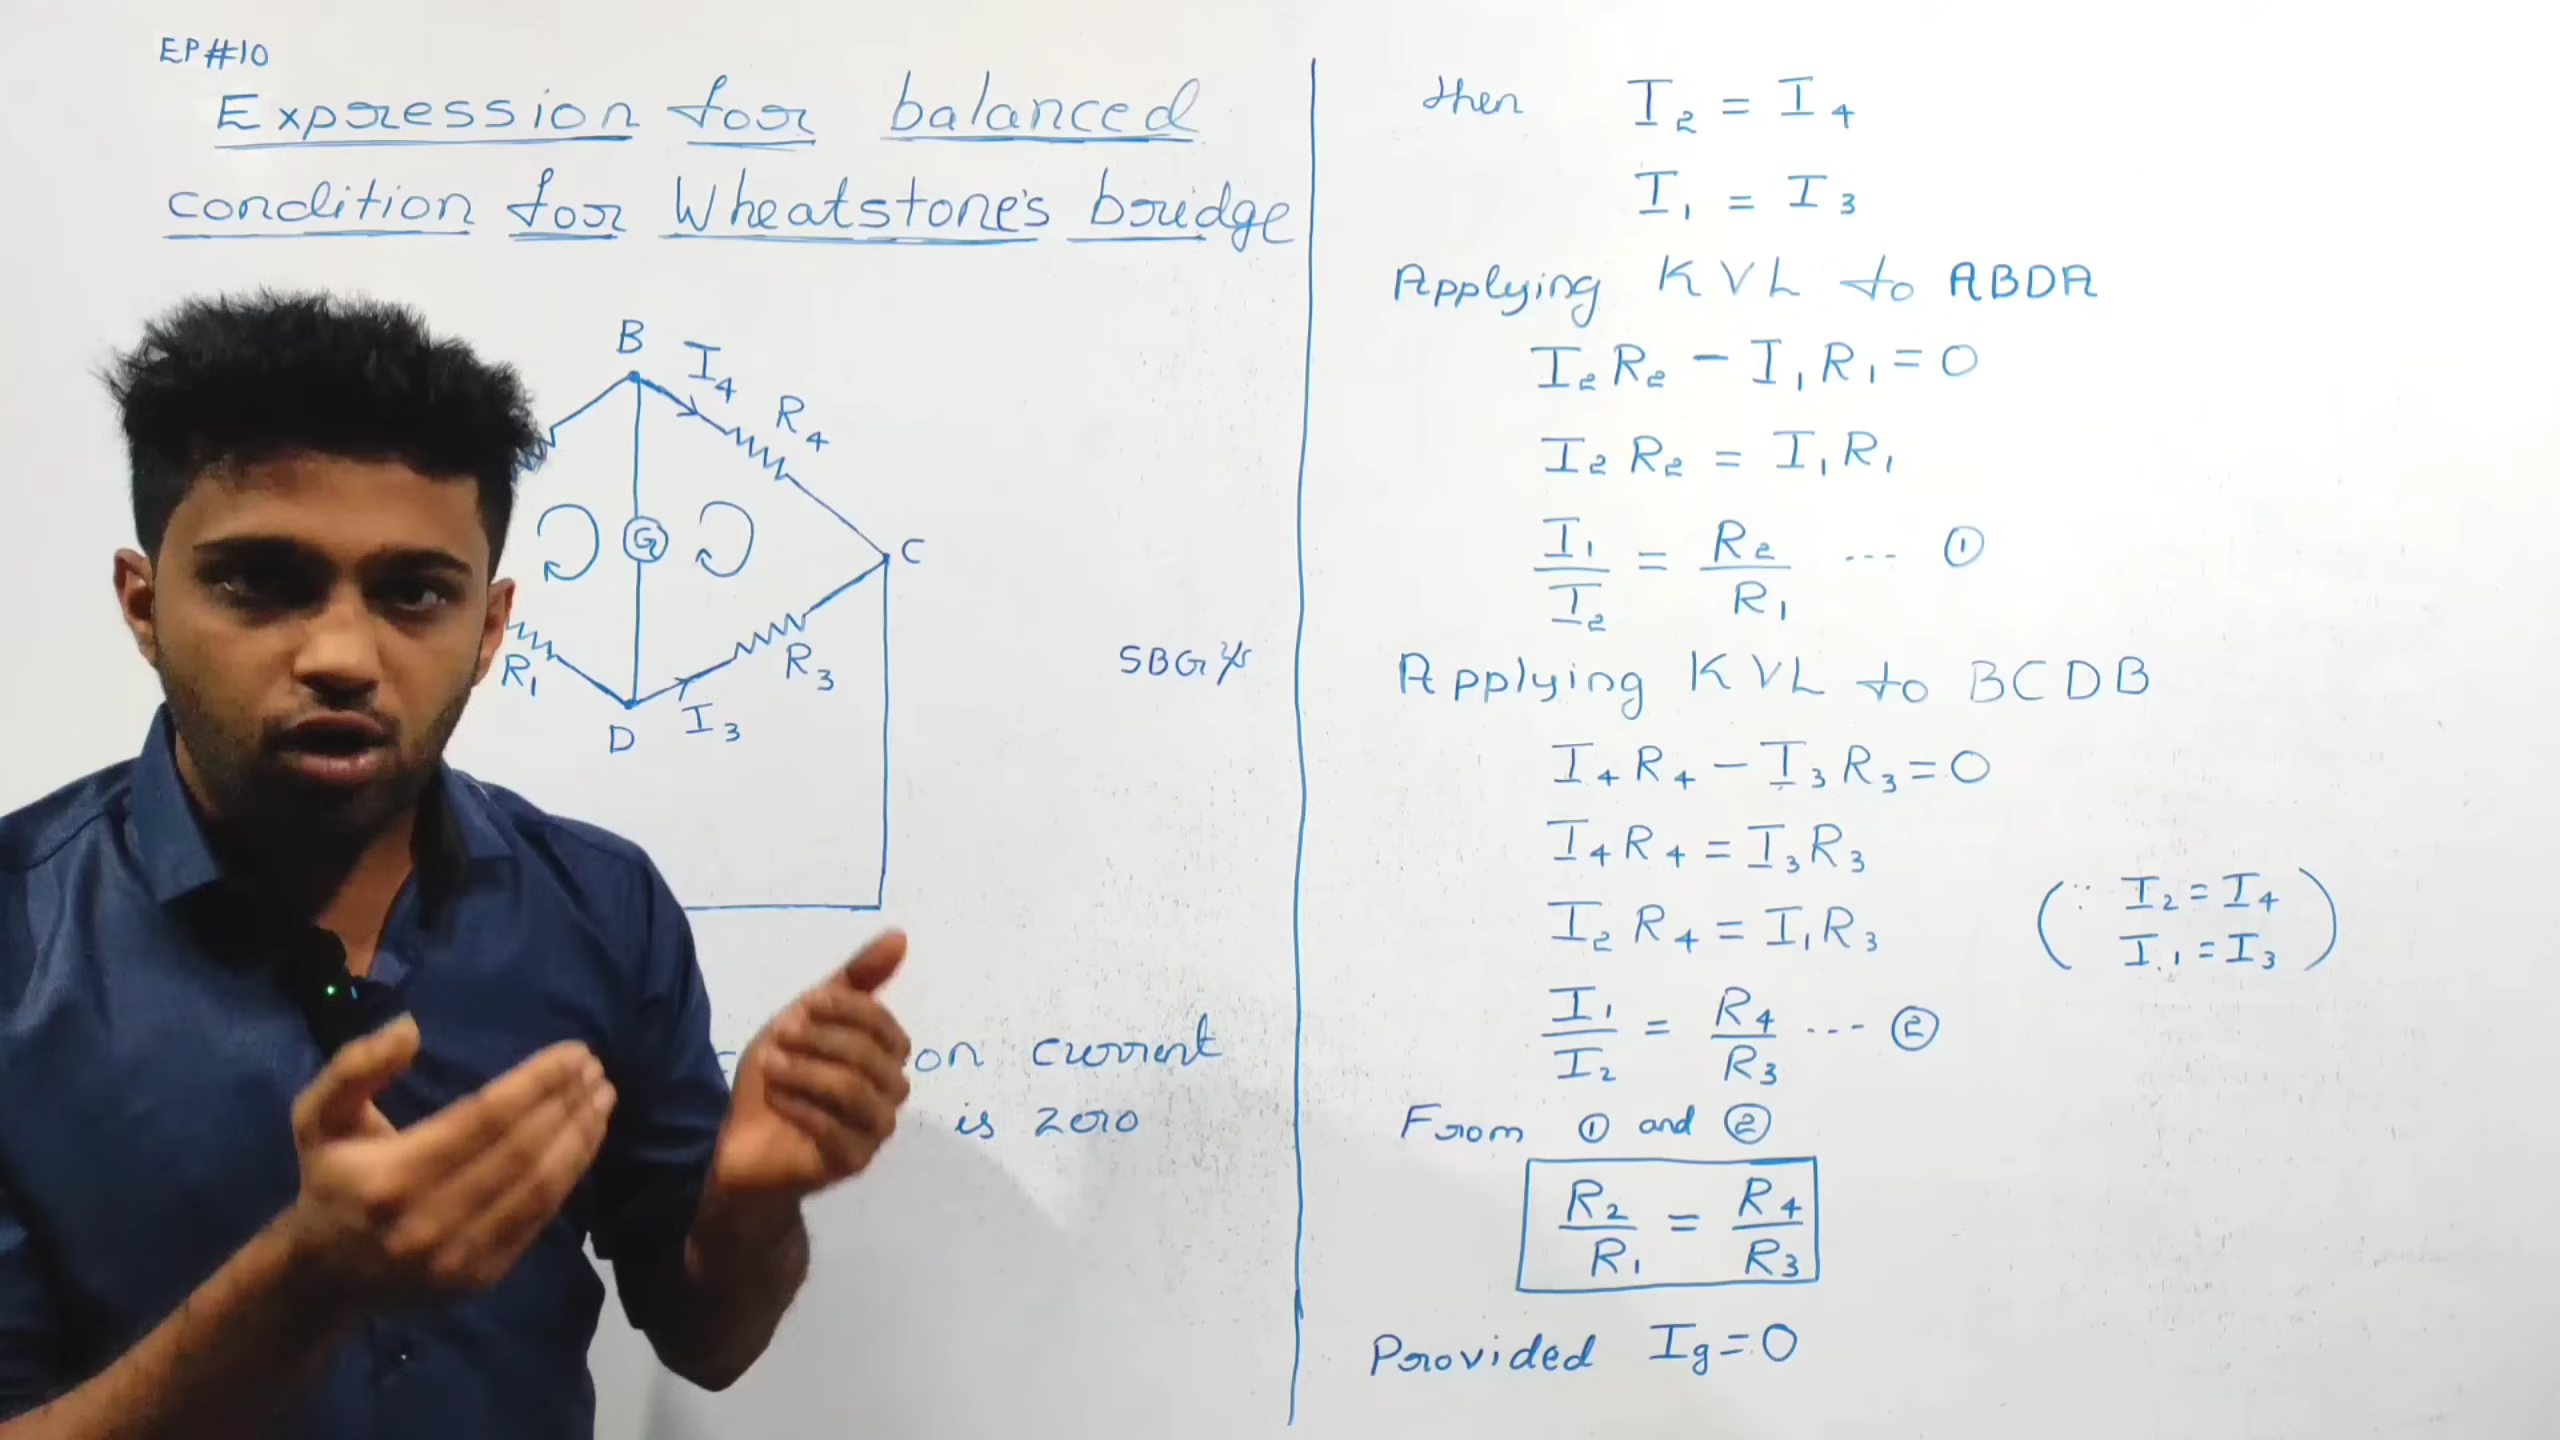 EP#10
Expression for balanced
condition for Wheatstone's bridge
B
I₄
R₄
G
C
R₁
R₃
D
I₃
on current
is zero
then I₂ = I₄
I₁ = I₃
Applying KVL to ABDA
I₂R₂ - I₁R₁ = 0
I₂R₂ = I₁R₁
I₁/I₂ = R₂/R₁ --- ①
Applying KVL to BCDB
I₄R₄ - I₃R₃ = 0
I₄R₄ = I₃R₃
I₂R₄ = I₁R₃ (∵ I₂ = I₄
I₁ = I₃)
I₁/I₂ = R₄/R₃ --- ②
From ① and ②
R₂/R₁ = R₄/R₃
Provided Ig = 0